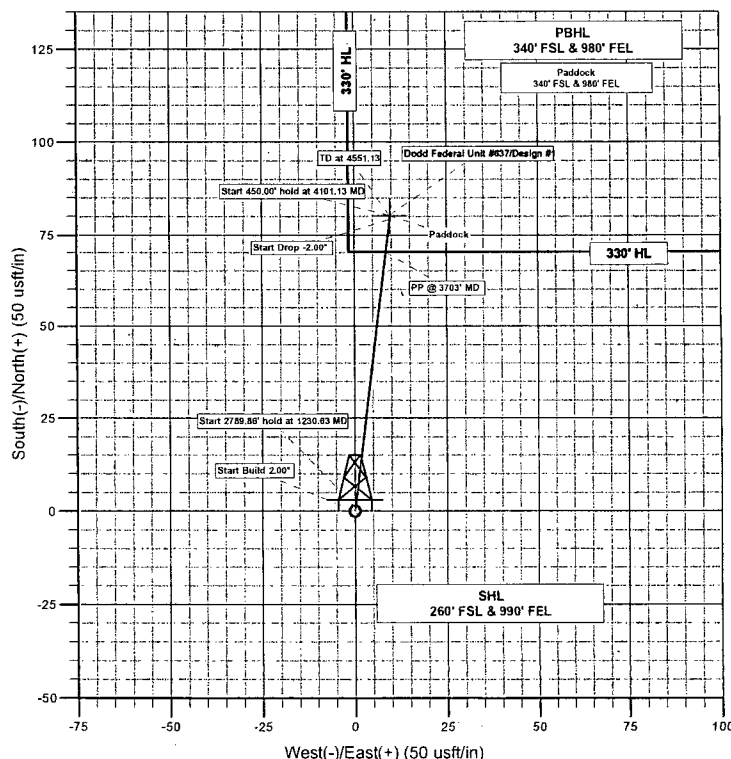 PBHL
340' FSL & 980' FEL
Paddock
340' FSL & 980' FEL
330' HL
TD at 4551.13
Dodd Federal Unit #637/Design #1
Start 450.00' hold at 4101.13 MD
Paddock
Start Drop -2.00°
330' HL
PP @ 3703' MD
Start 2789.86' hold at 1230.63 MD
Start Build 2.00°
SHL
260' FSL & 990' FEL
South(-)/North(+) (50 usft/in)
125
100
75
50
25
0
-25
-50
-75
-50
-25
0
25
50
75
100
West(-)/East(+) (50 usft/in)